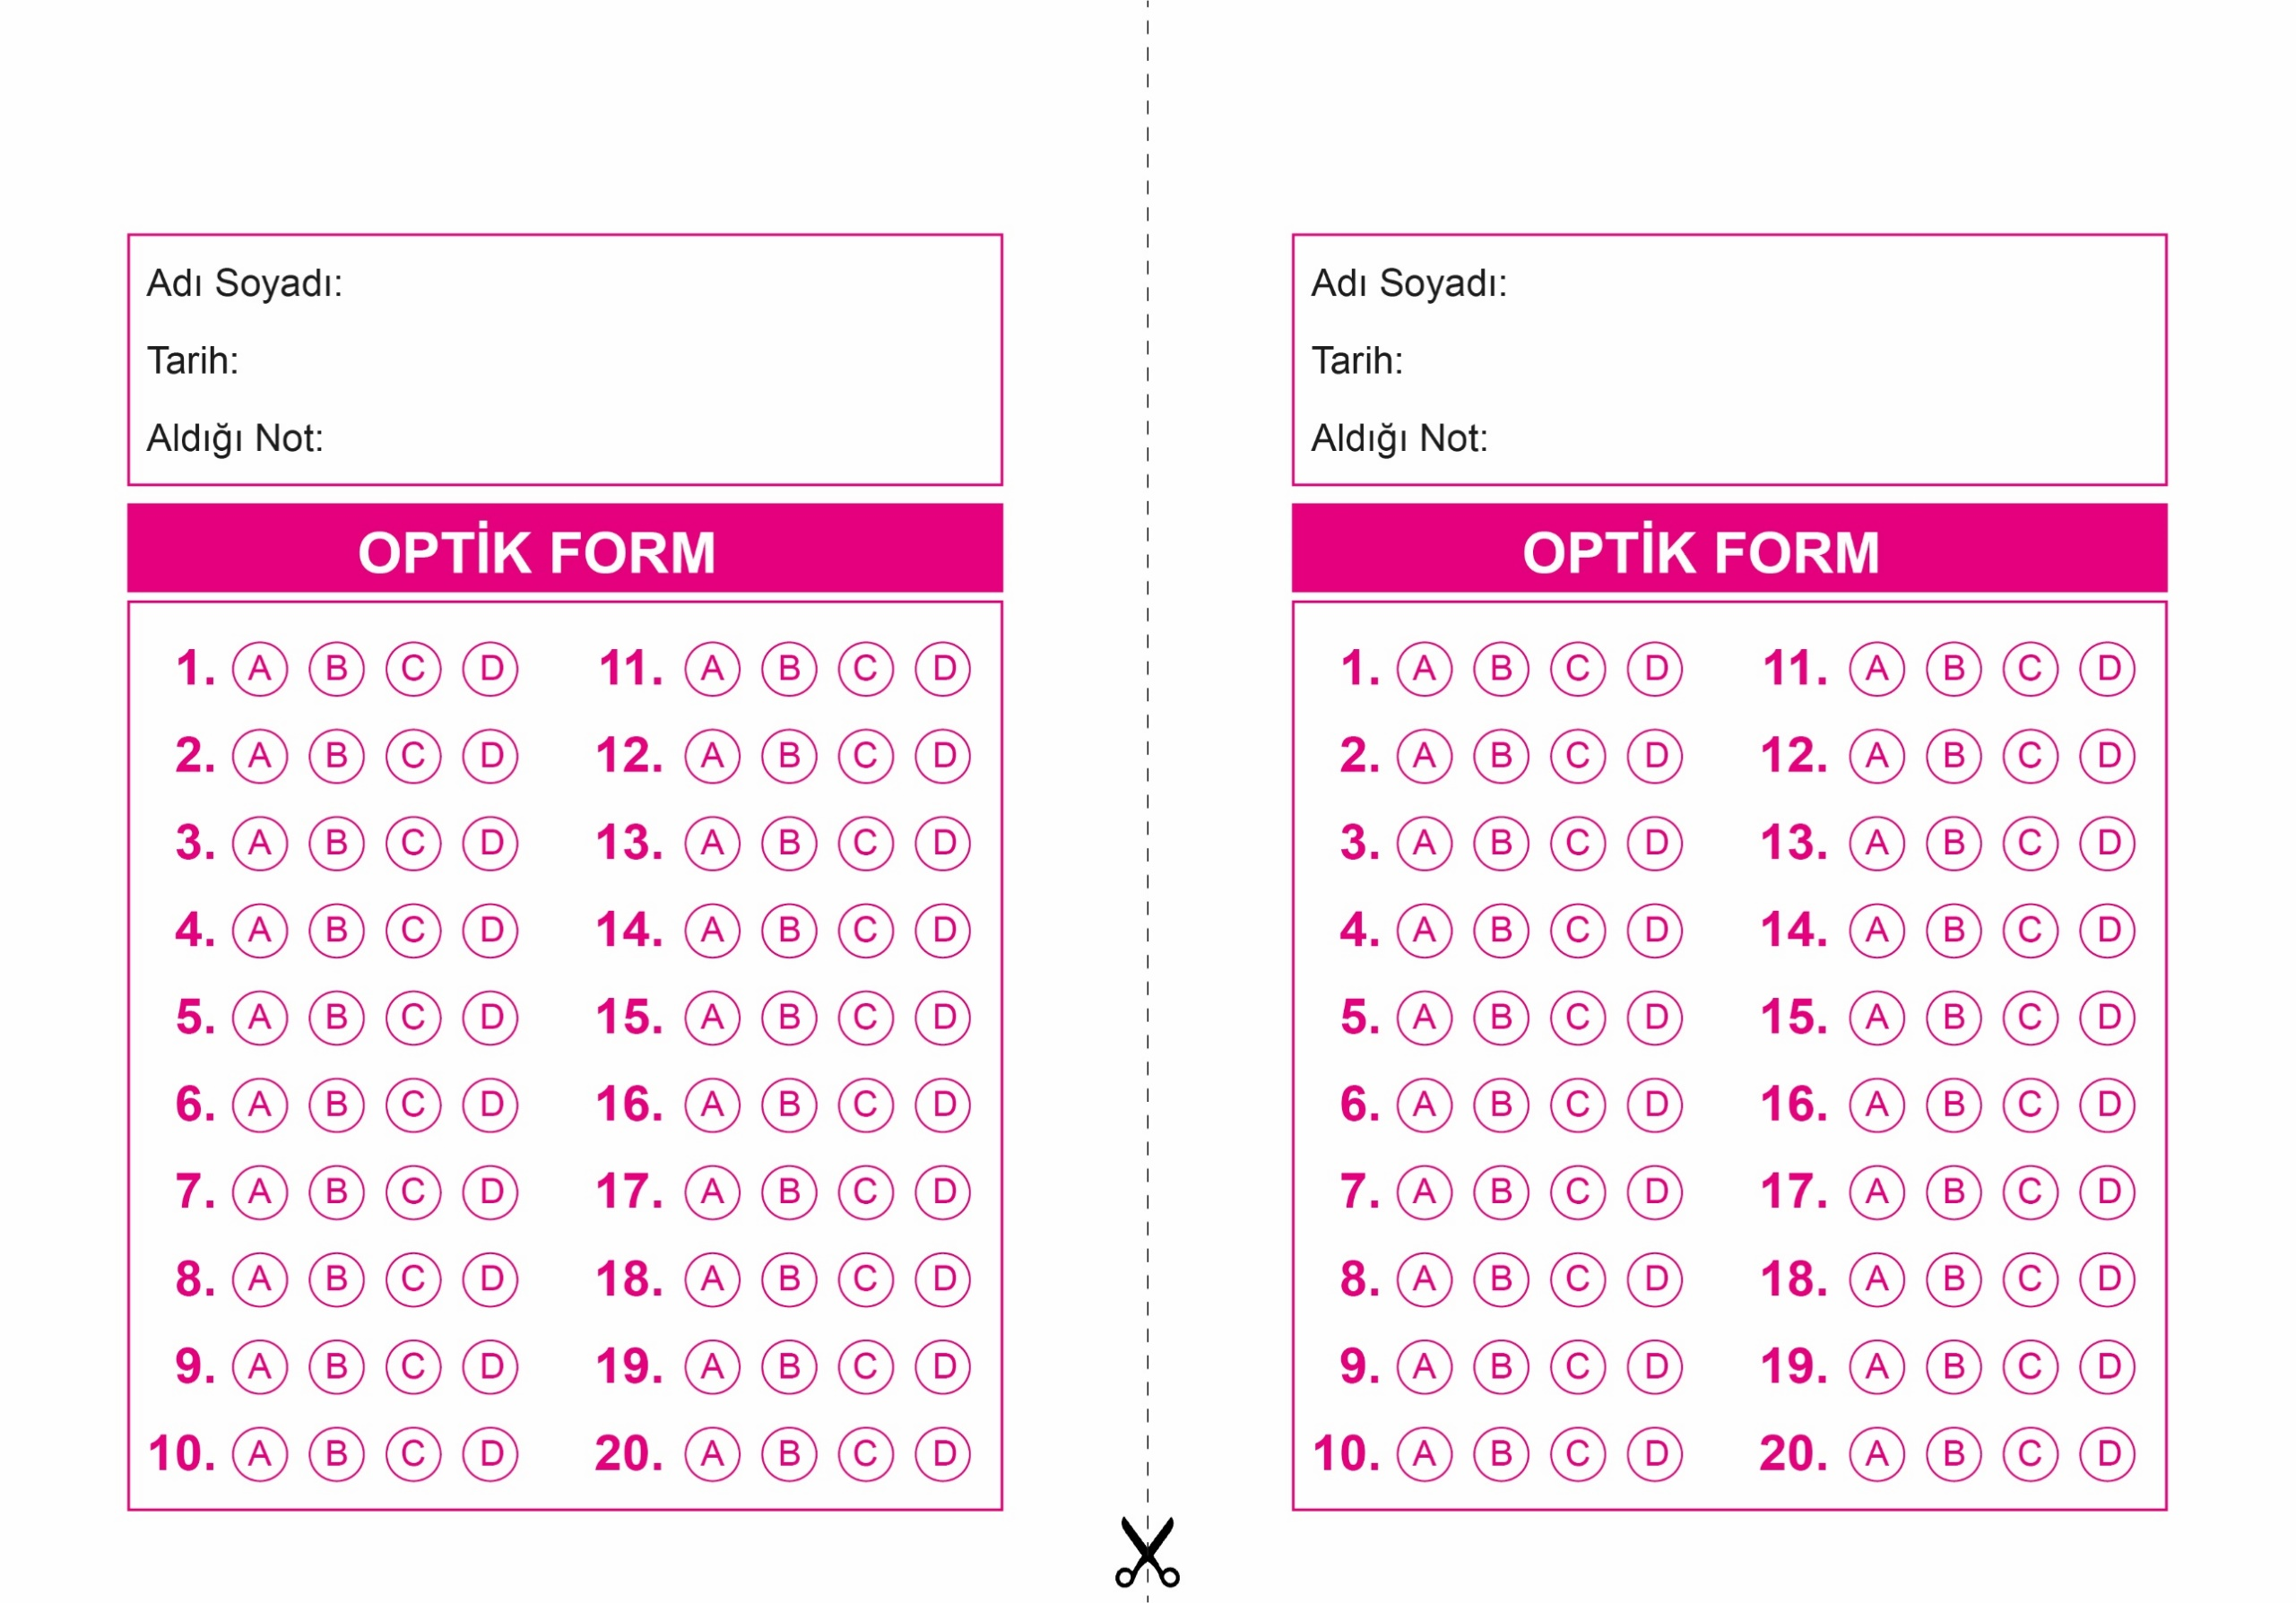 Adı Soyadı:
Tarih:
Aldığı Not:
OPTİK FORM
1. A B C D
2. A B C D
3. A B C D
4. A B C D
5. A B C D
6. A B C D
7. A B C D
8. A B C D
9. A B C D
10. A B C D
11. A B C D
12. A B C D
13. A B C D
14. A B C D
15. A B C D
16. A B C D
17. A B C D
18. A B C D
19. A B C D
20. A B C D
Adı Soyadı:
Tarih:
Aldığı Not:
OPTİK FORM
1. A B C D
2. A B C D
3. A B C D
4. A B C D
5. A B C D
6. A B C D
7. A B C D
8. A B C D
9. A B C D
10. A B C D
11. A B C D
12. A B C D
13. A B C D
14. A B C D
15. A B C D
16. A B C D
17. A B C D
18. A B C D
19. A B C D
20. A B C D